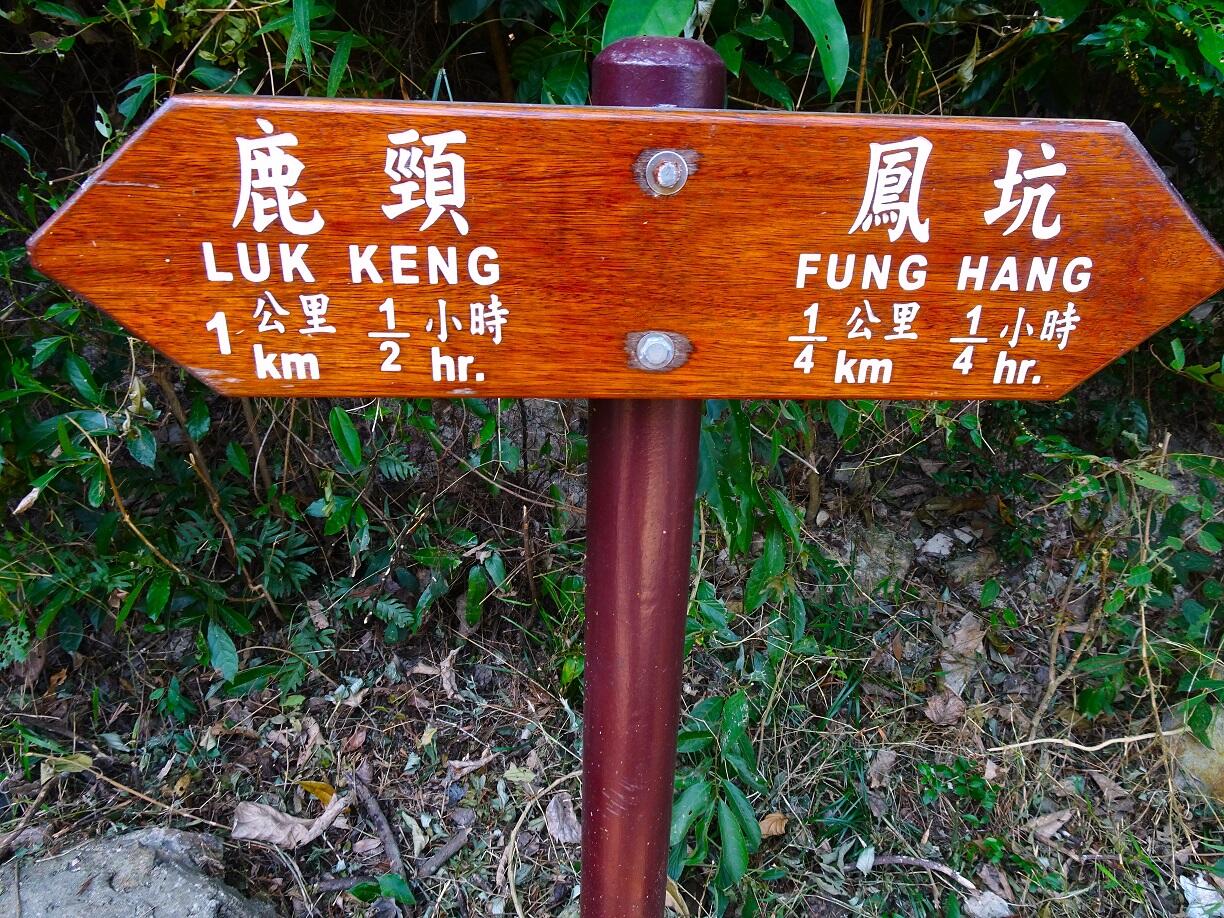 鹿頸
LUK KENG
1公里 1/2小時
km hr.
鳳坑
FUNG HANG
1/4公里 1/4小時
km hr.